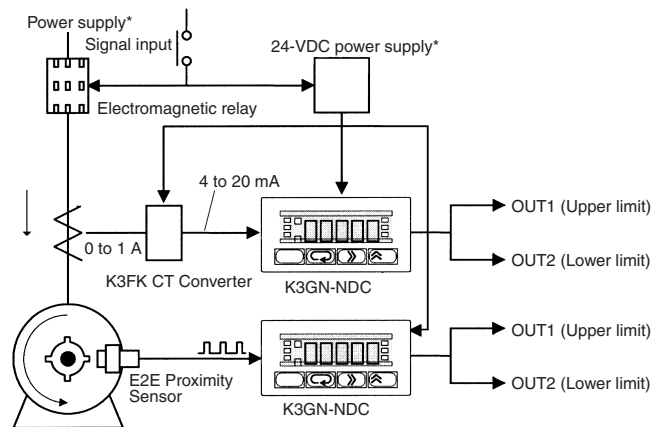 Power supply*
Signal input
24-VDC power supply*
Electromagnetic relay
4 to 20 mA
0 to 1 A
K3FK CT Converter
K3GN-NDC
OUT1 (Upper limit)
OUT2 (Lower limit)
E2E Proximity
Sensor
K3GN-NDC
OUT1 (Upper limit)
OUT2 (Lower limit)